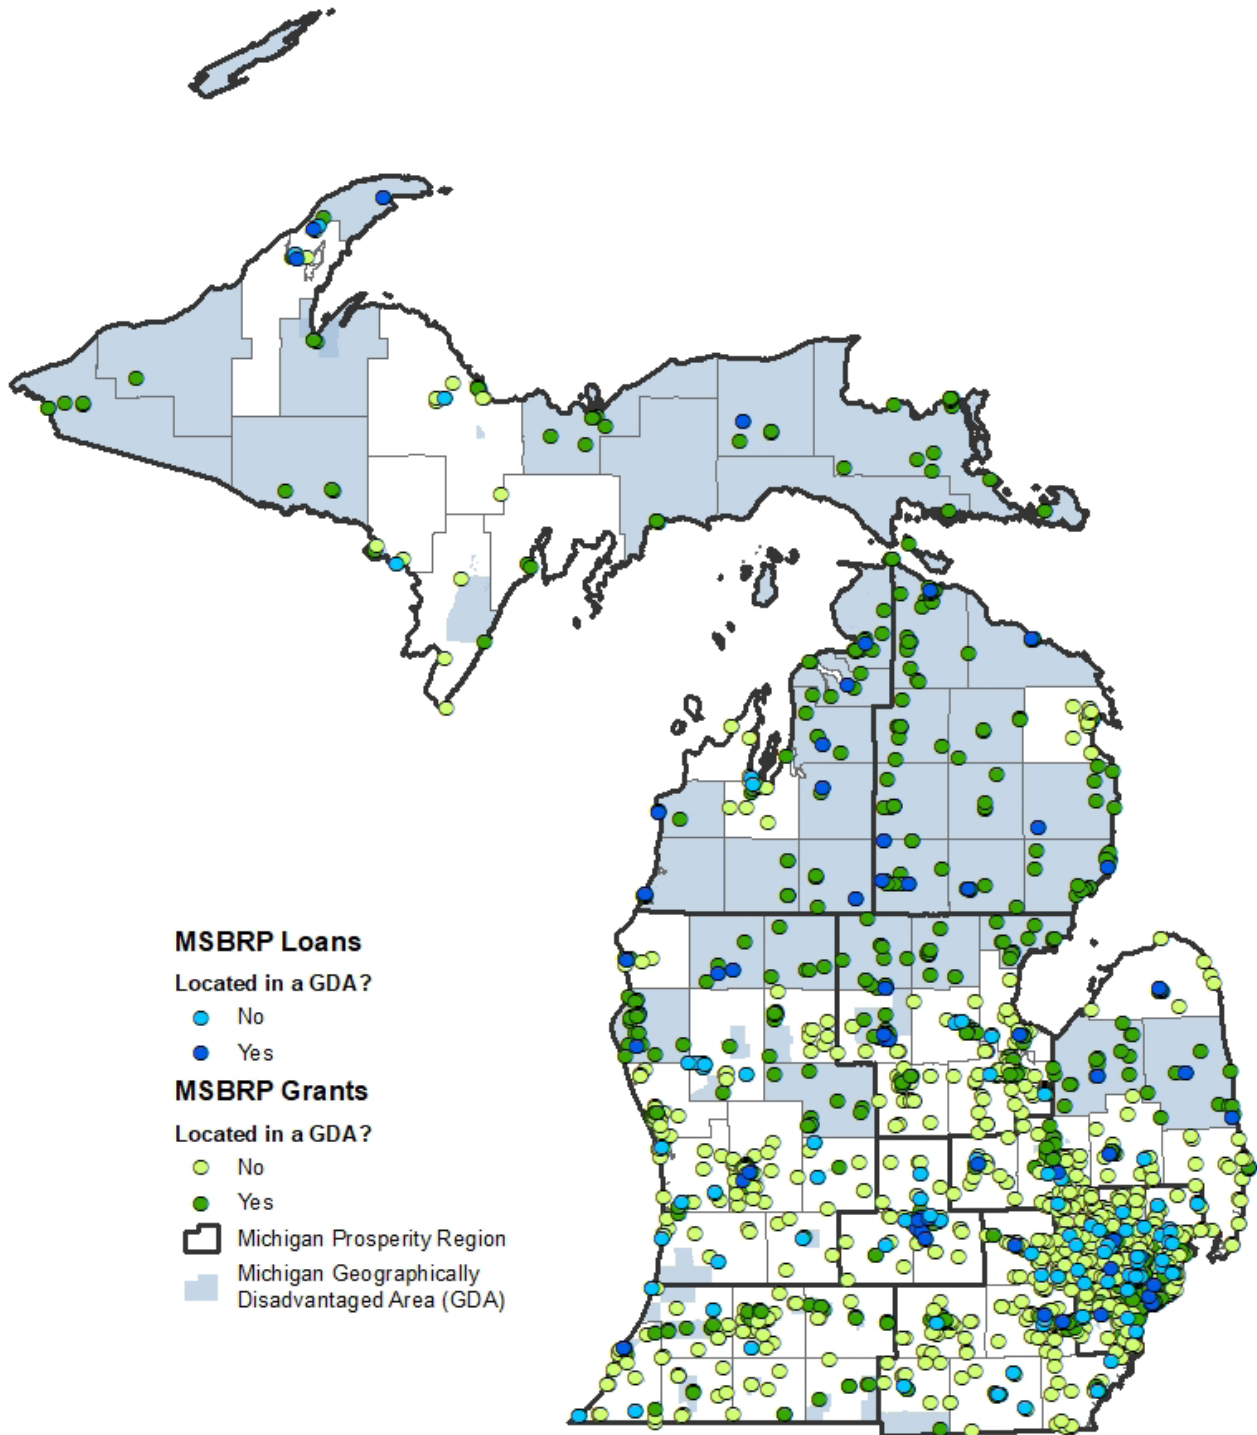 MSBRP Loans
Located in a GDA?
No
Yes
MSBRP Grants
Located in a GDA?
No
Yes
Michigan Prosperity Region
Michigan Geographically
Disadvantaged Area (GDA)